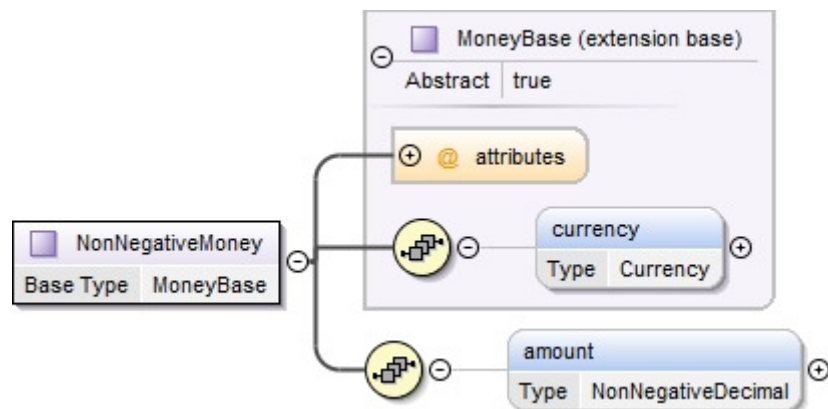 MoneyBase (extension base)
Abstract true
@ attributes
NonNegativeMoney
Base Type MoneyBase
currency
Type Currency
amount
Type NonNegativeDecimal